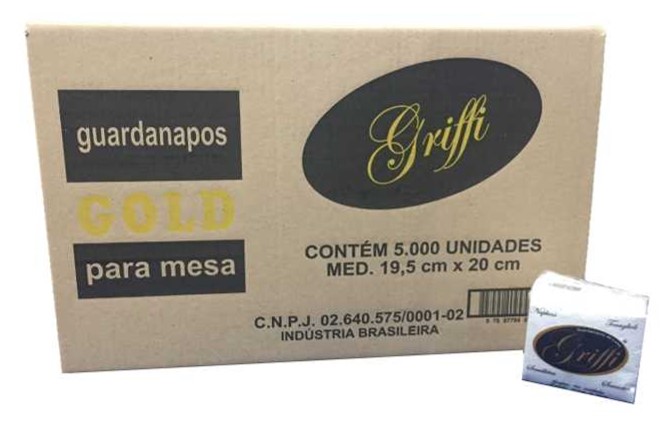 guardanapos
GOLD
para mesa
Griffi
CONTÉM 5.000 UNIDADES
MED. 19,5 cm x 20 cm
C.N.P.J. 02.640.575/0001-02
INDÚSTRIA BRASILEIRA
Griffi